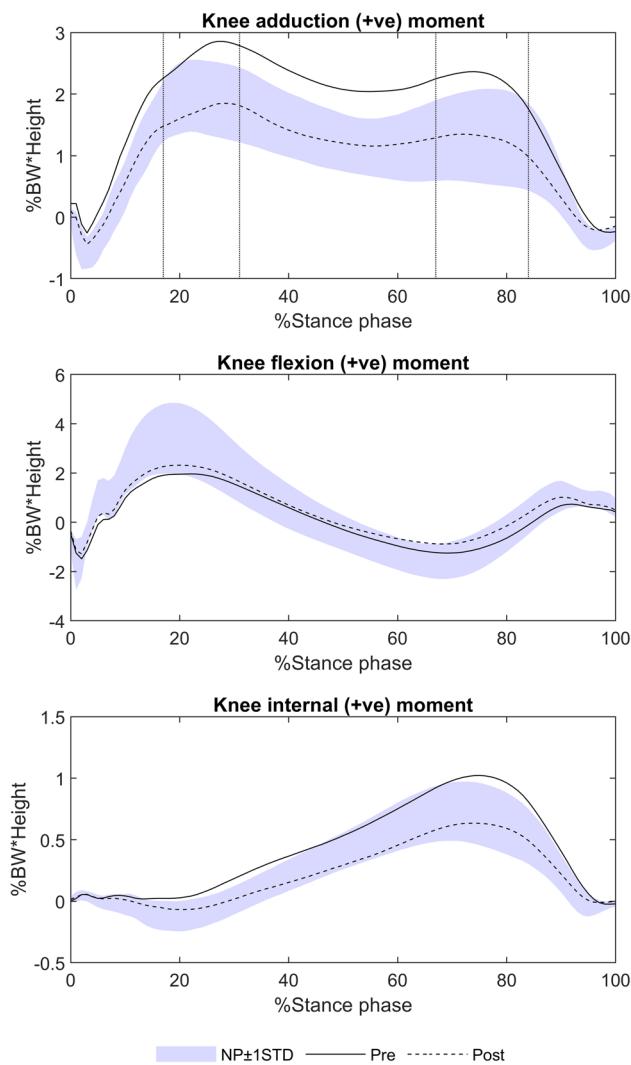 Knee adduction (+ve) moment
3
2
1
0
-1
%BW*Height
0 20 40 60 80 100
%Stance phase
Knee flexion (+ve) moment
6
4
2
0
-2
-4
%BW*Height
0 20 40 60 80 100
%Stance phase
Knee internal (+ve) moment
1.5
1
0.5
0
-0.5
%BW*Height
0 20 40 60 80 100
%Stance phase
NP±1STD Pre Post